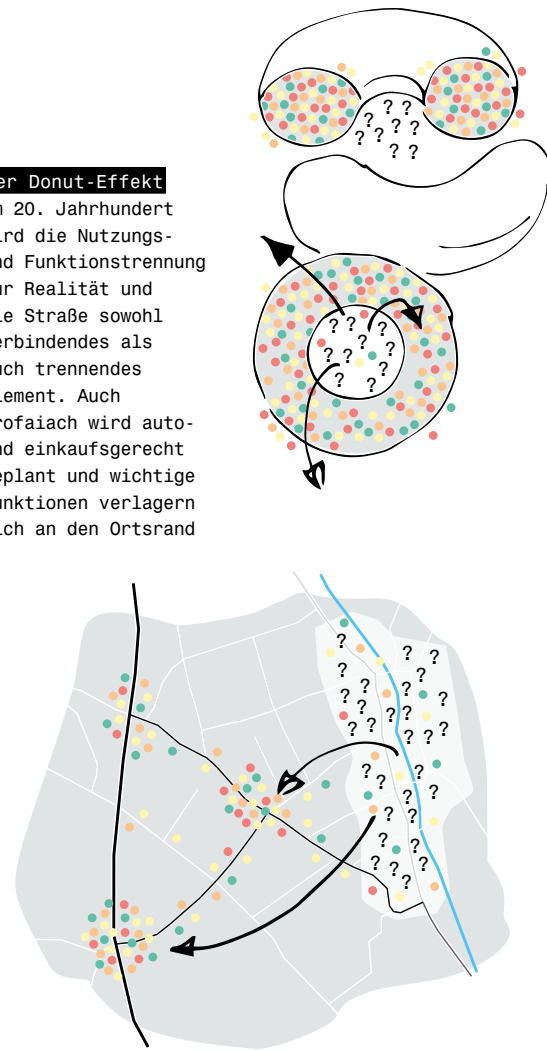 er Donut-Effekt
m 20. Jahrhundert
ird die Nutzungs-
nd Funktionstrennung
ur Realität und
ie Straße sowohl
erbindendes als
uch trennendes
lement. Auch
rofaiach wird auto-
nd einkaufsgerecht
eplant und wichtige
unktionen verlagern
ich an den Ortsrand